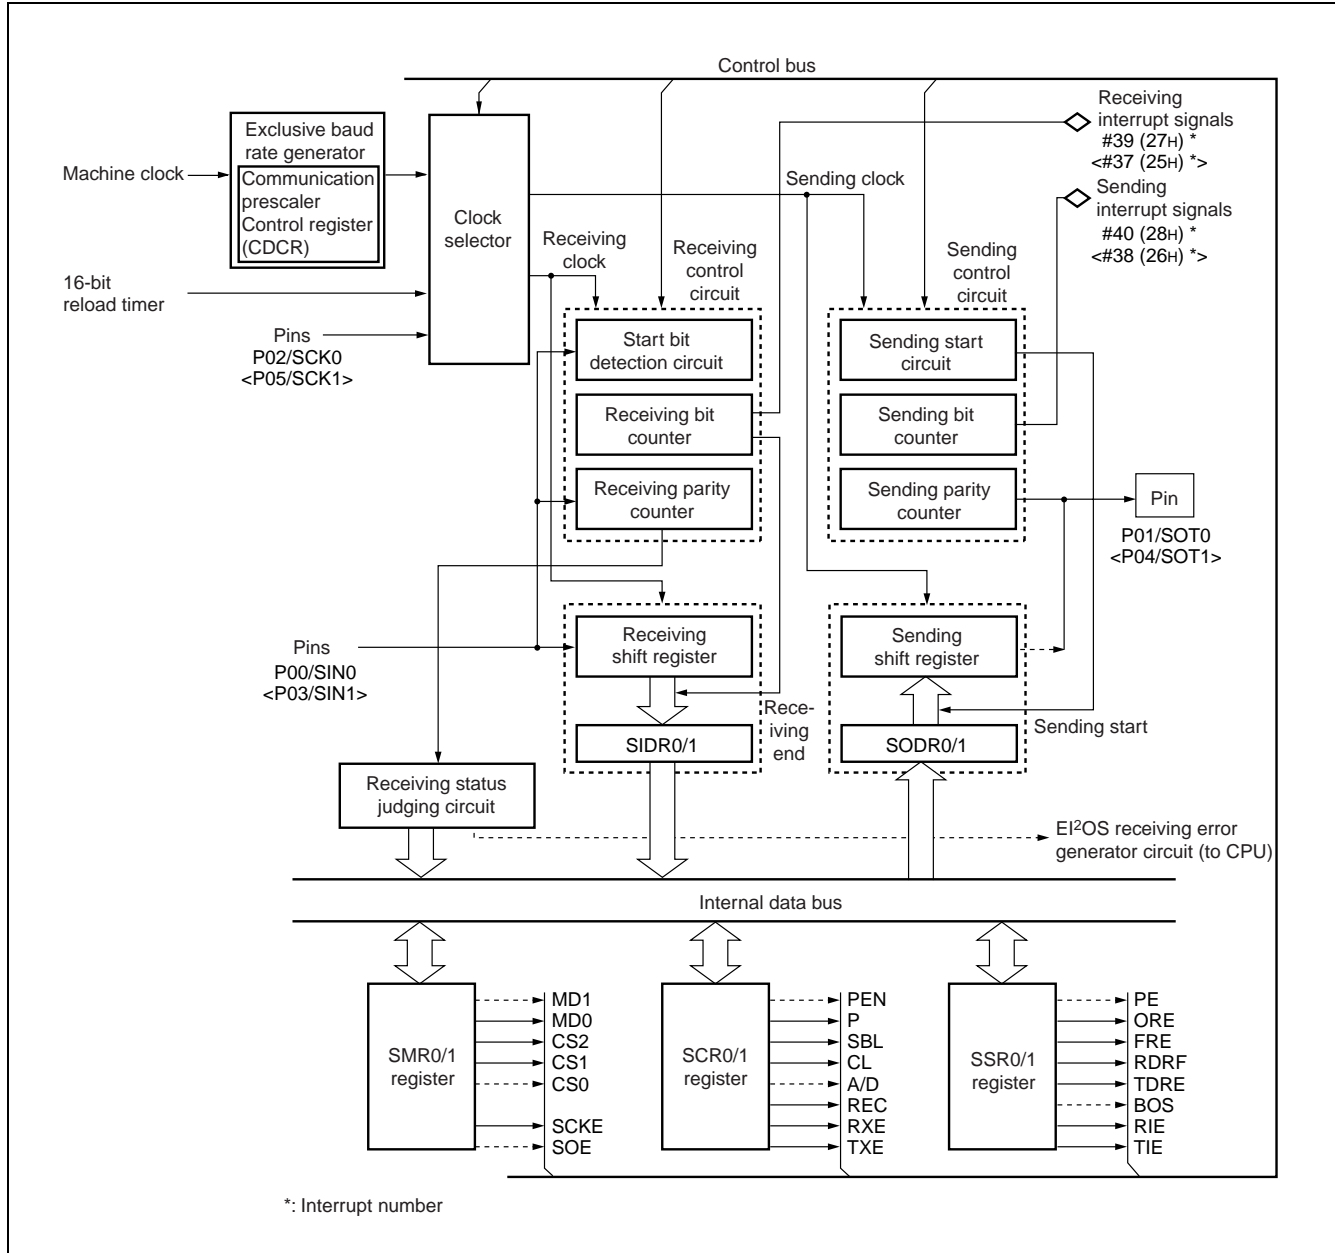 Control bus
Exclusive baud
rate generator
Communication
prescaler
Control register
(CDCR)
Machine clock
16-bit
reload timer
Pins
P02/SCK0
<P05/SCK1>
Clock
selector
Receiving
clock
Receiving
control
circuit
Sending clock
Sending
control
circuit
Receiving
interrupt signals
#39 (27H) *
<#37 (25H) *>
Sending
interrupt signals
#40 (28H) *
<#38 (26H) *>
Start bit
detection circuit
Receiving bit
counter
Receiving parity
counter
Sending start
circuit
Sending bit
counter
Sending parity
counter
Pin
P01/SOT0
<P04/SOT1>
Pins
P00/SIN0
<P03/SIN1>
Receiving
shift register
SIDR0/1
Rece-
iving
end
Sending
shift register
SODR0/1
Sending start
Receiving status
judging circuit
EI²OS receiving error
generator circuit (to CPU)
Internal data bus
SMR0/1
register
MD1
MD0
CS2
CS1
CS0
SCKE
SOE
SCR0/1
register
PEN
P
SBL
CL
A/D
REC
RXE
TXE
SSR0/1
register
PE
ORE
FRE
RDRF
TDRE
BOS
RIE
TIE
*: Interrupt number